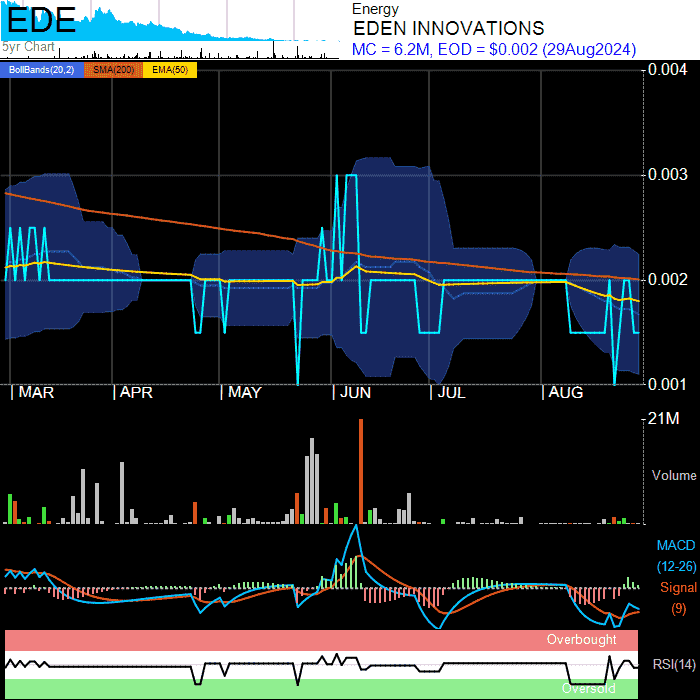 EDE
5yr Chart
Energy
EDEN INNOVATIONS
MC = 6.2M, EOD = $0.002 (29Aug2024)
BollBands(20,2) SMA(200) EMA(50)
0.004
0.003
0.002
0.001
MAR APR MAY JUN JUL AUG
21M
Volume
MACD
(12-26)
Signal
(9)
Overbought
RSI(14)
Oversold